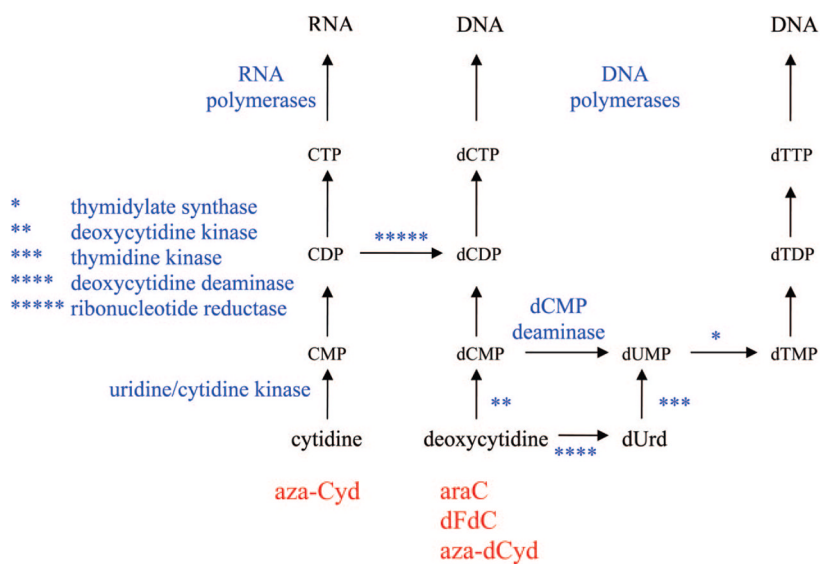 RNA DNA DNA
RNA DNA
polymerases polymerases
CTP dCTP dTTP
* thymidylate synthase
** deoxycytidine kinase
*** thymidine kinase
**** deoxycytidine deaminase
***** ribonucleotide reductase
*****
CDP dCDP dTDP
dCMP
deaminase
*
CMP dCMP dUMP dTMP
uridine/cytidine kinase
** ***
cytidine deoxycytidine dUrd
****
aza-Cyd araC
dFdC
aza-dCyd